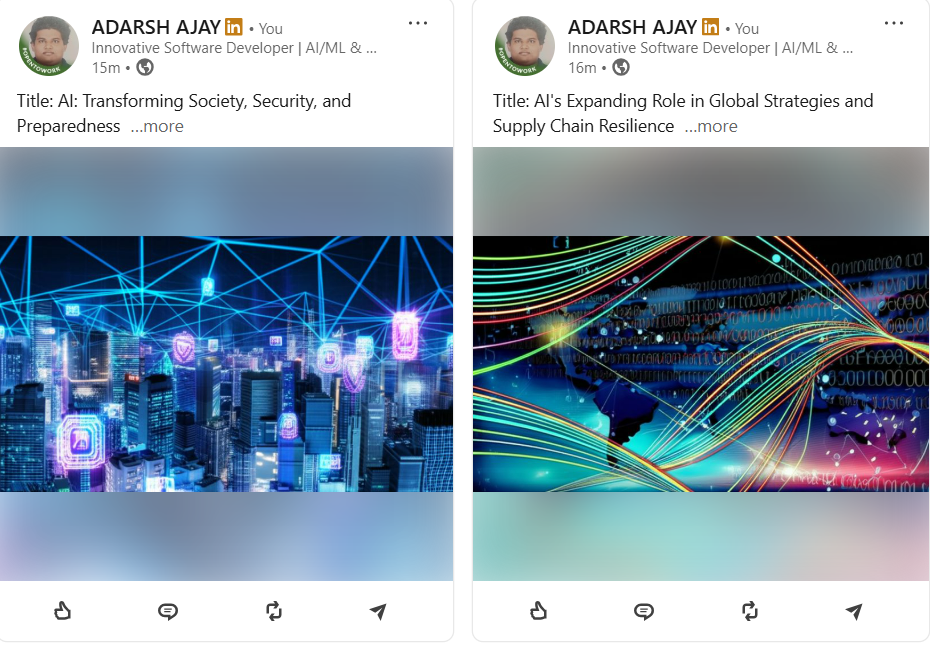 ADARSH AJAY in • You
Innovative Software Developer | AI/ML & ...
15m •
#OPENTOWORK
Title: AI: Transforming Society, Security, and
Preparedness ...more
ADARSH AJAY in • You
Innovative Software Developer | AI/ML & ...
16m •
#OPENTOWORK
Title: AI's Expanding Role in Global Strategies and
Supply Chain Resilience ...more